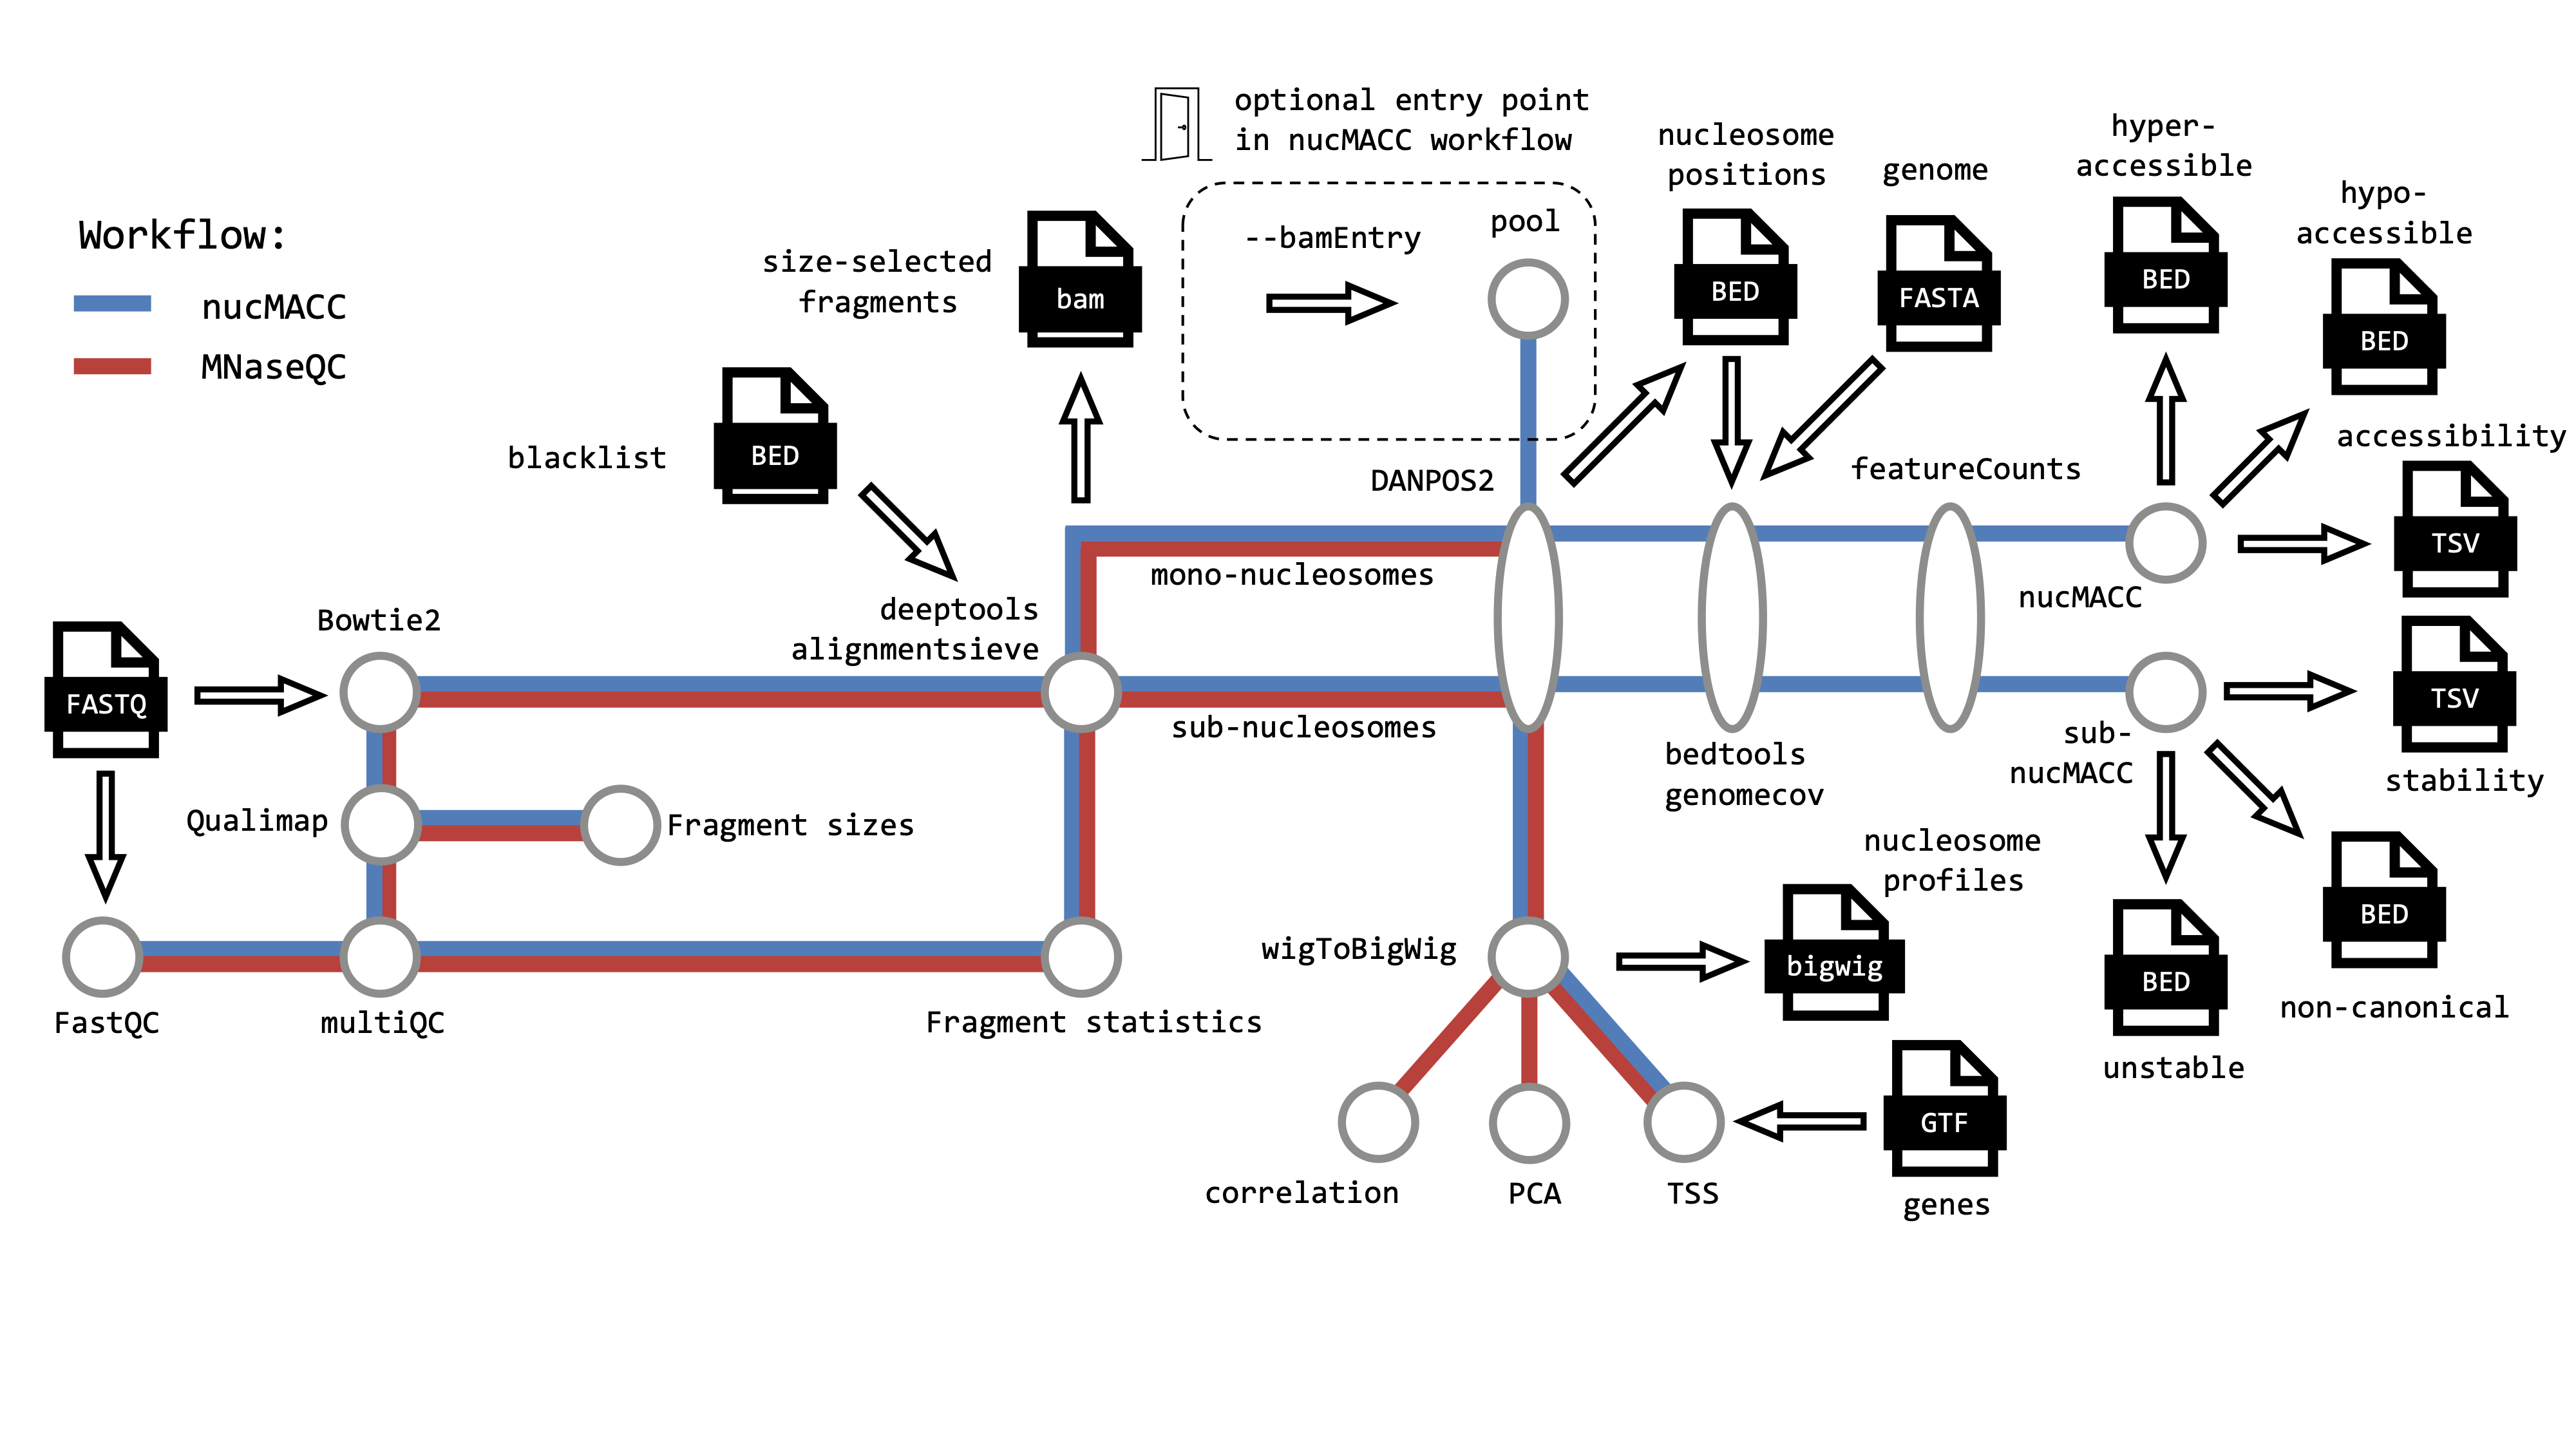 optional entry point
in nucMACC workflow
Workflow:
nucMACC
MNaseQC
size-selected
fragments
bam
--bamEntry
pool
nucleosome
positions
BED
genome
FASTA
hyper-
accessible
BED
hypo-
accessible
BED
blacklist
BED
DANPOS2
featureCounts
accessibility
TSV
mono-nucleosomes
nucMACC
deeptools
alignmentsieve
FASTQ
Bowtie2
sub-nucleosomes
bedtools
genomecov
sub-
nucMACC
TSV
stability
Qualimap
Fragment sizes
nucleosome
profiles
BED
non-canonical
wigToBigWig
bigwig
BED
unstable
FastQC
multiQC
Fragment statistics
correlation
PCA
TSS
GTF
genes